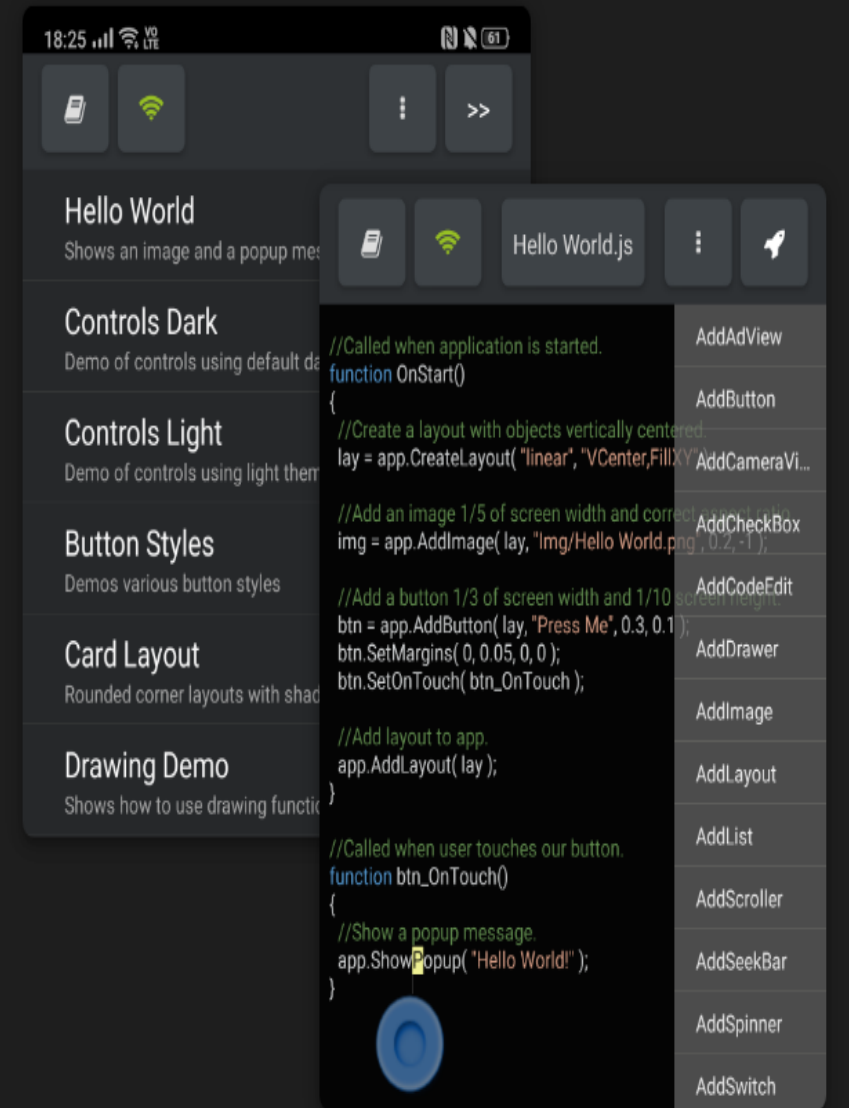 18:25 VO LTE 61
>>
Hello World
Shows an image and a popup mes
Controls Dark
Demo of controls using default da
Controls Light
Demo of controls using light them
Button Styles
Demos various button styles
Card Layout
Rounded corner layouts with shad
Drawing Demo
Shows how to use drawing functio
Hello World.js
//Called when application is started.
function OnStart()
{
//Create a layout with objects vertically centered.
lay = app.CreateLayout( "linear", "VCenter,FillXY" );
//Add an image 1/5 of screen width and correct aspect ratio.
img = app.AddImage( lay, "Img/Hello World.png", 0.2, -1 );
//Add a button 1/3 of screen width and 1/10 screen height.
btn = app.AddButton( lay, "Press Me", 0.3, 0.1 );
btn.SetMargins( 0, 0.05, 0, 0 );
btn.SetOnTouch( btn_OnTouch );
//Add layout to app.
app.AddLayout( lay );
}
//Called when user touches our button.
function btn_OnTouch()
{
//Show a popup message.
app.ShowPopup( "Hello World!" );
}
AddAdView
AddButton
AddCameraVi...
AddCheckBox
AddCodeEdit
AddDrawer
AddImage
AddLayout
AddList
AddScroller
AddSeekBar
AddSpinner
AddSwitch